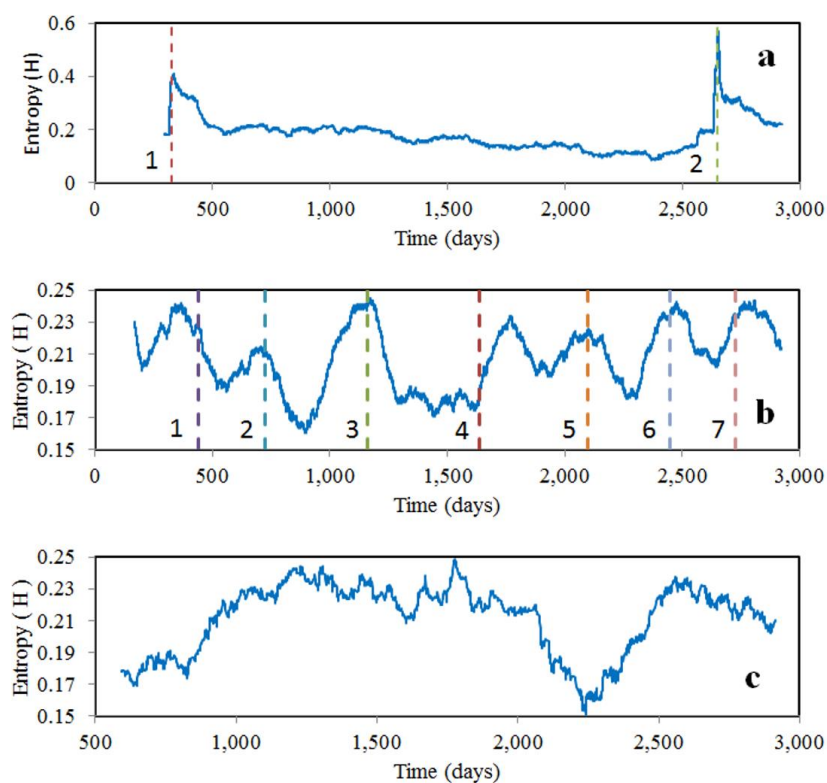 0.6
0.4
0.2
0
Entropy (H)
a
1
2
0 500 1,000 1,500 2,000 2,500 3,000
Time (days)
0.25
0.23
0.21
0.19
0.17
0.15
Entropy ( H )
b
1 2 3 4 5 6 7
0 500 1,000 1,500 2,000 2,500 3,000
Time (days)
0.25
0.23
0.21
0.19
0.17
0.15
Entropy ( H )
c
500 1,000 1,500 2,000 2,500 3,000
Time (days)